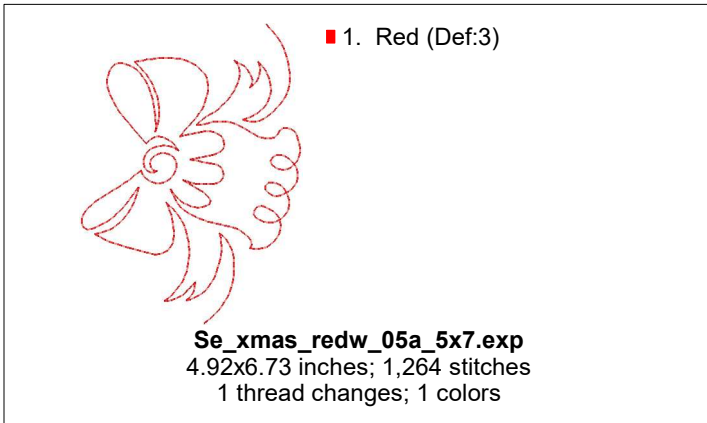 1. Red (Def:3)
Se_xmas_redw_05a_5x7.exp
4.92x6.73 inches; 1,264 stitches
1 thread changes; 1 colors